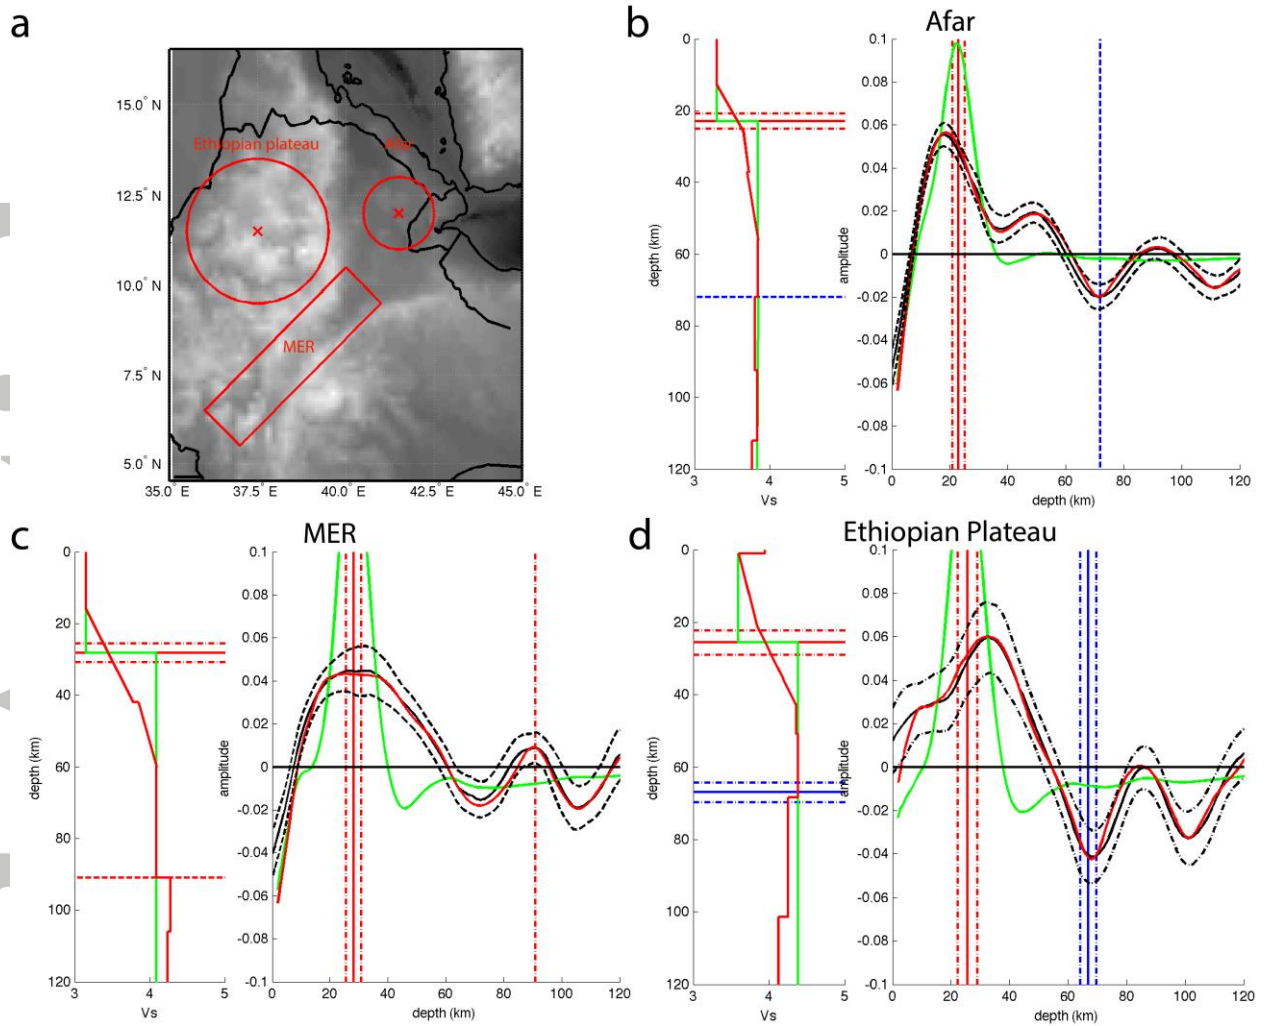 a
15.0° N
12.5° N
10.0° N
7.5° N
5.0° N
35.0° E
37.5° E
40.0° E
42.5° E
45.0° E
Ethiopian plateau
Afar
MER
b
Afar
0
20
40
60
80
100
120
depth (km)
3
4
5
Vs
0.1
0.08
0.06
0.04
0.02
0
-0.02
-0.04
-0.06
-0.08
-0.1
amplitude
0
20
40
60
80
100
120
depth (km)
c
MER
0
20
40
60
80
100
120
depth (km)
3
4
5
Vs
0.1
0.08
0.06
0.04
0.02
0
-0.02
-0.04
-0.06
-0.08
-0.1
amplitude
0
20
40
60
80
100
120
depth (km)
d
Ethiopian Plateau
0
20
40
60
80
100
120
depth (km)
3
4
5
Vs
0.1
0.08
0.06
0.04
0.02
0
-0.02
-0.04
-0.06
-0.08
-0.1
amplitude
0
20
40
60
80
100
120
depth (km)